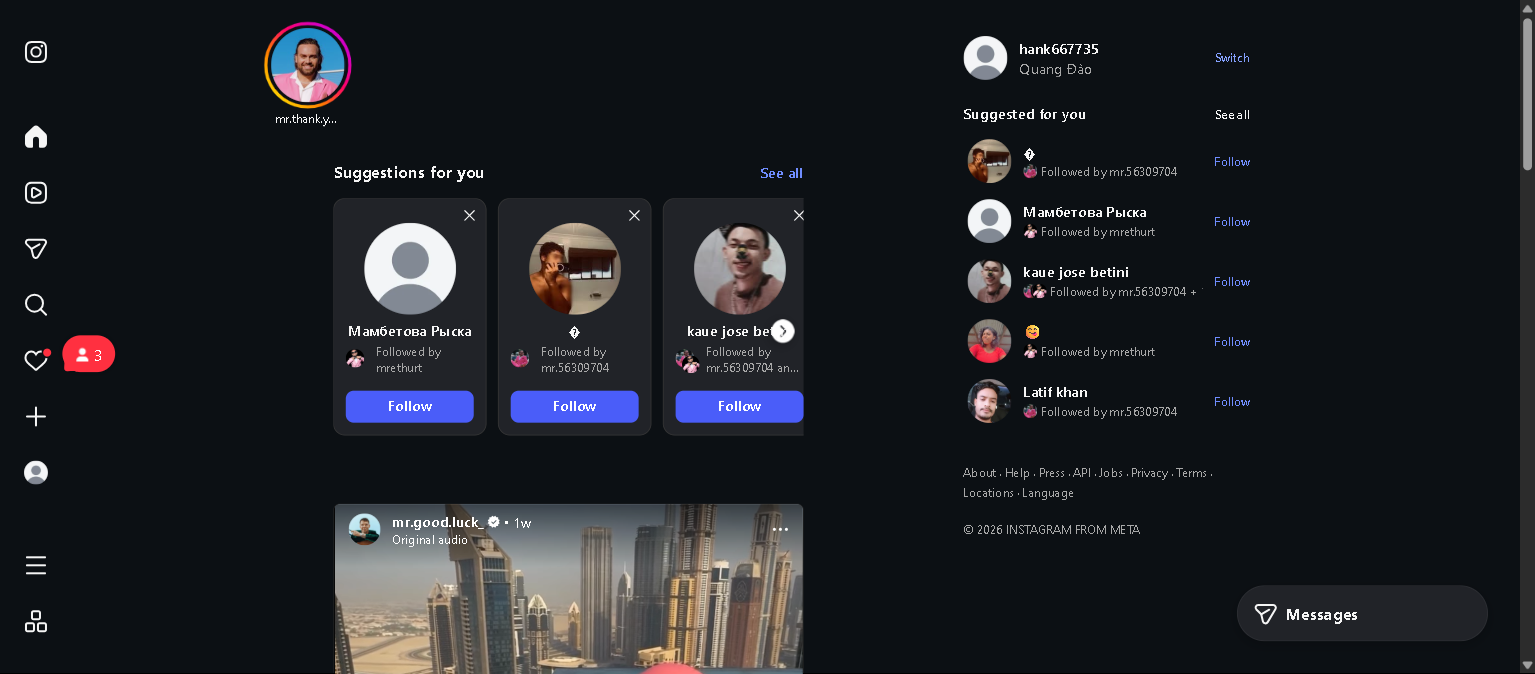 mr.thank.y...
Suggestions for you
See all
Мамбетова Рыска
Followed by
mrethurt
Follow
�
Followed by
mr.56309704
Follow
kaue jose be
Followed by
mr.56309704 an...
Follow
3
mr.good.luck_ • 1w
Original audio
hank667735
Quang Đào
Switch
Suggested for you
See all
�
Followed by mr.56309704
Follow
Мамбетова Рыска
Followed by mrethurt
Follow
kaue jose betini
Followed by mr.56309704 +
Follow
🥰
Followed by mrethurt
Follow
Latif khan
Followed by mr.56309704
Follow
About · Help · Press · API · Jobs · Privacy · Terms ·
Locations · Language
© 2026 INSTAGRAM FROM META
Messages